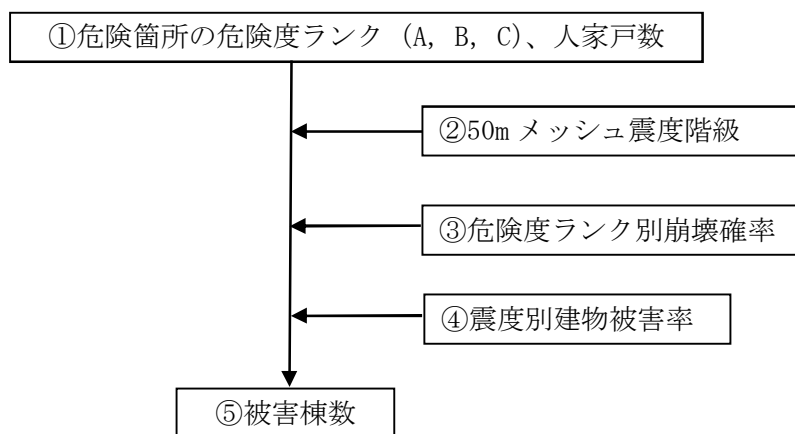 ①危険箇所の危険度ランク (A, B, C)、人家戸数
②50m メッシュ震度階級
③危険度ランク別崩壊確率
④震度別建物被害率
⑤被害棟数